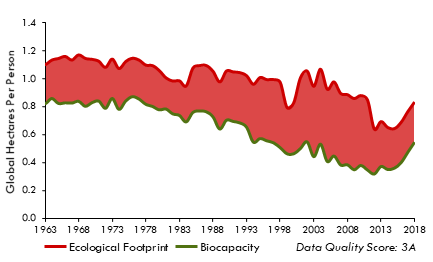 1.4
1.2
1.0
0.8
0.6
0.4
0.2
0.0
Global Hectares Per Person
1963 1968 1973 1978 1983 1988 1993 1998 2003 2008 2013 2018
Ecological Footprint Biocapacity Data Quality Score: 3A